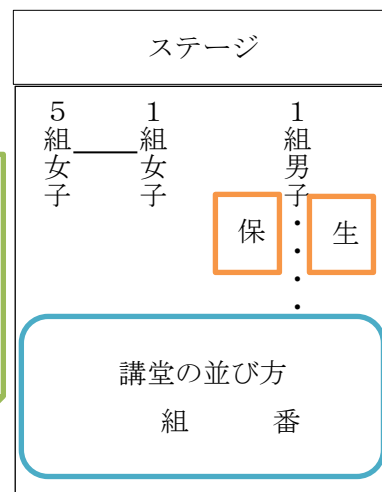 ステージ
1組男子・・・・
1組女子
5組女子
保 生
講堂の並び方
組 番